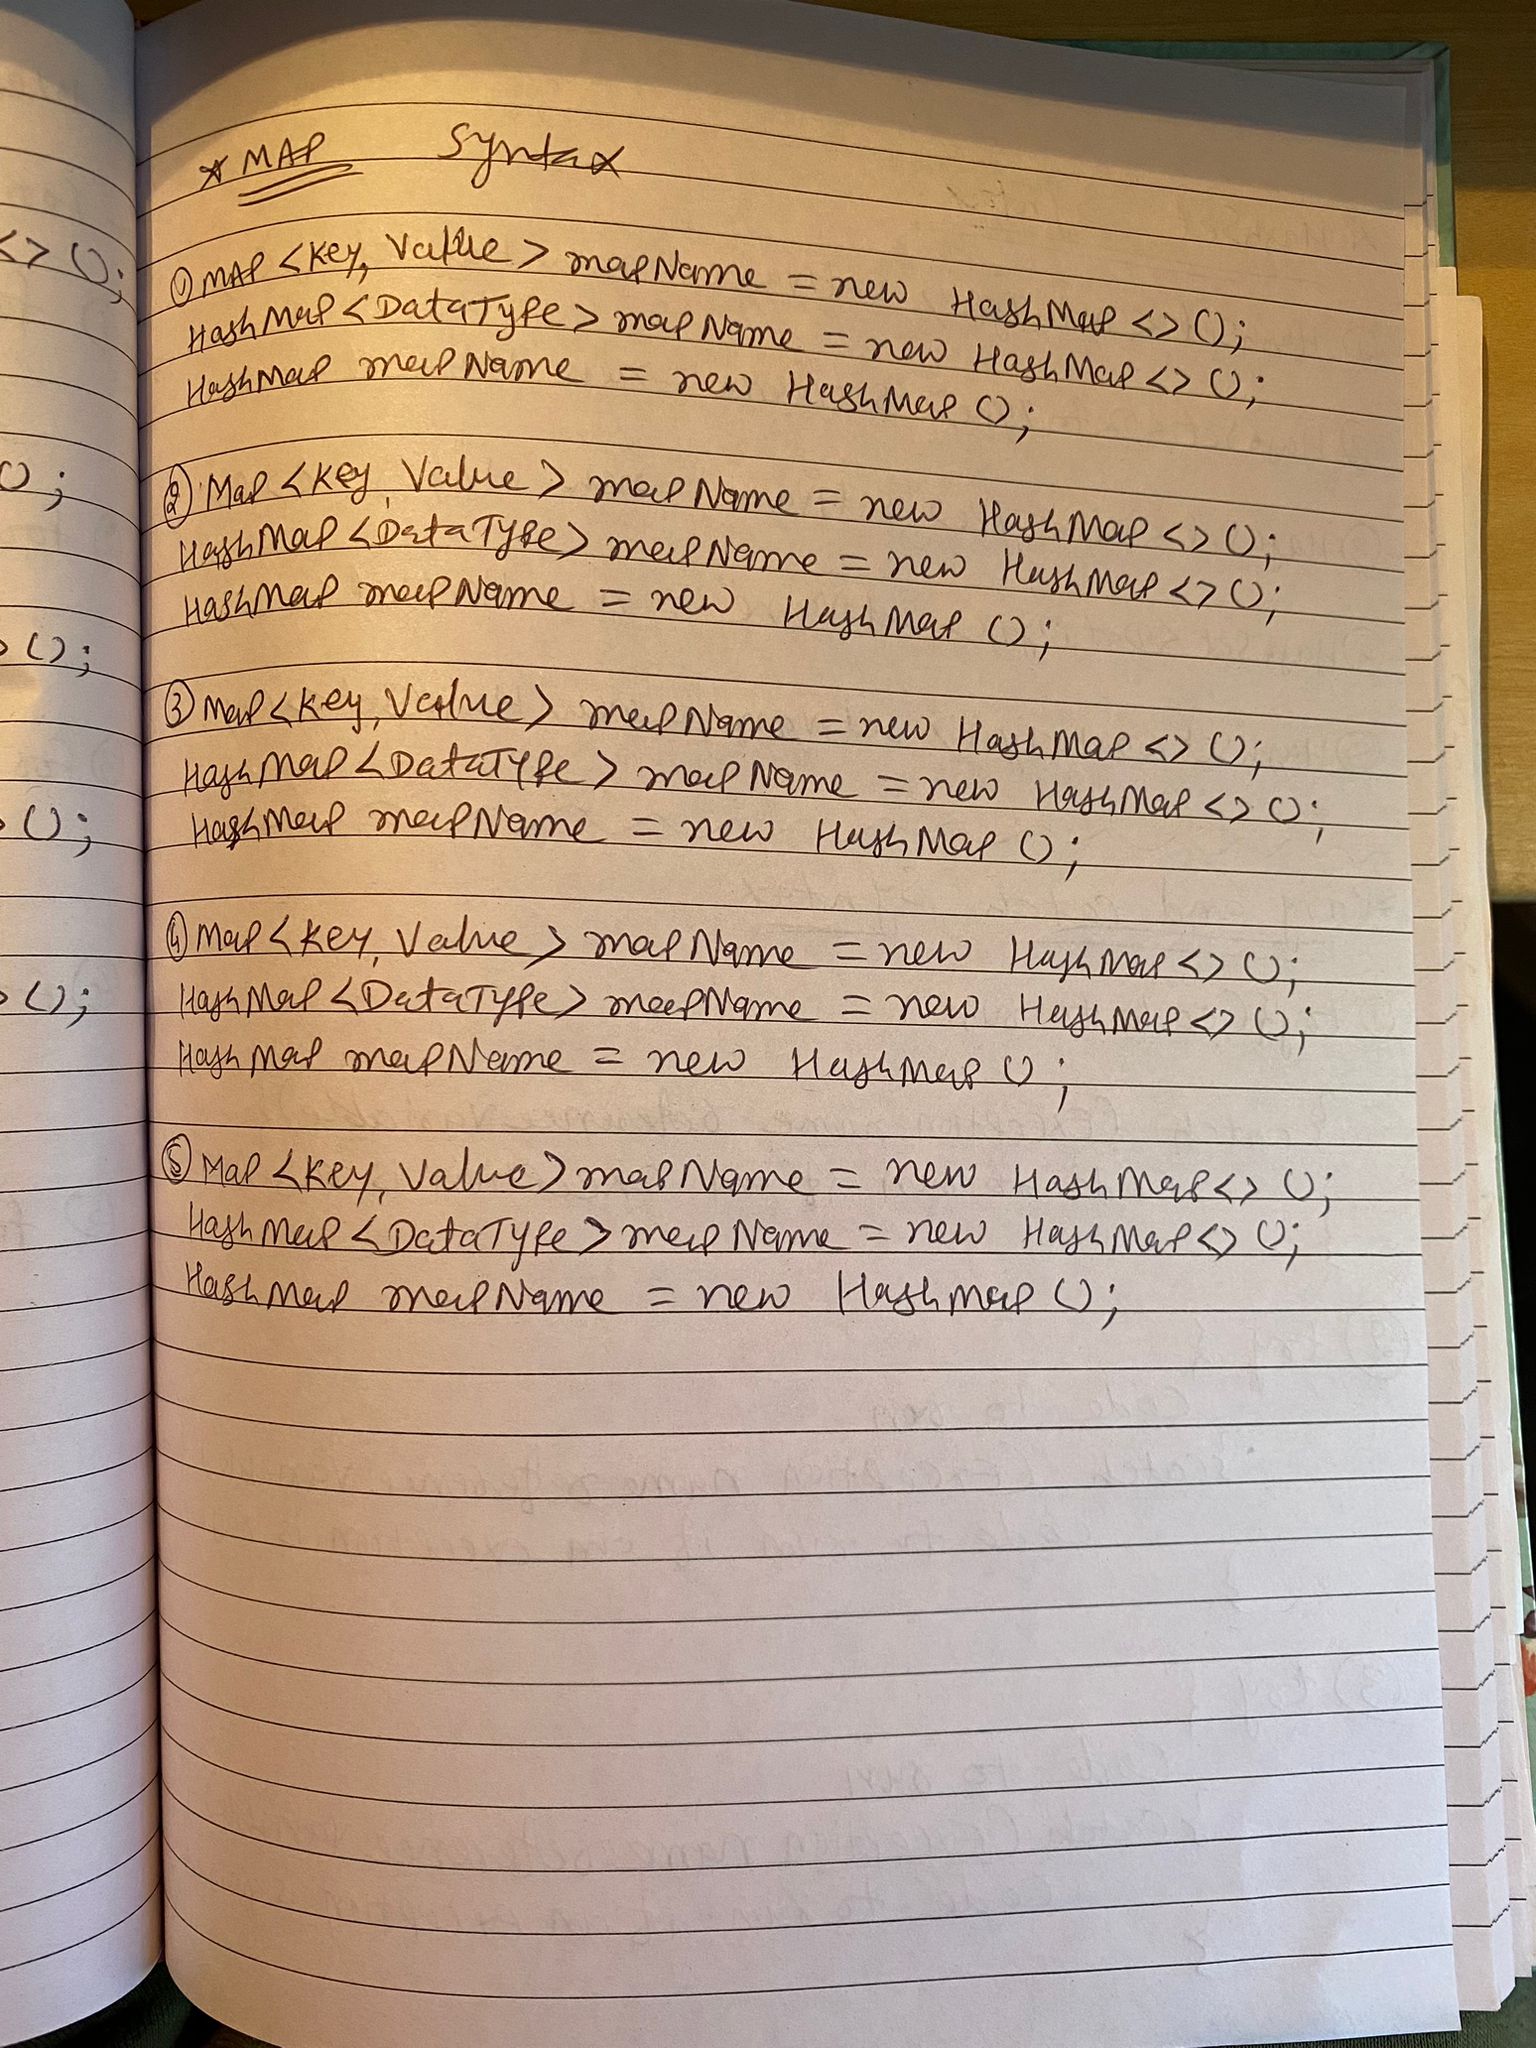 * MAP Syntax
① MAP <Key, Value> mapName = new HashMap <> ();
HashMap <DataType> mapName = new HashMap <> ();
HashMap mapName = new HashMap ();
② Map <Key, Value> mapName = new HashMap <> ();
HashMap <DataType> mapName = new HashMap <> ();
HashMap mapName = new HashMap ();
③ Map <Key, Value> mapName = new HashMap <> ();
HashMap <DataType> mapName = new HashMap <> ();
HashMap mapName = new HashMap ();
④ Map <Key, Value> mapName = new HashMap <> ();
HashMap <DataType> mapName = new HashMap <> ();
HashMap mapName = new HashMap ();
⑤ Map <Key, Value> mapName = new HashMap <> ();
HashMap <DataType> mapName = new HashMap <> ();
HashMap mapName = new HashMap ();
<> ();
();
> ();
> ();
> ();